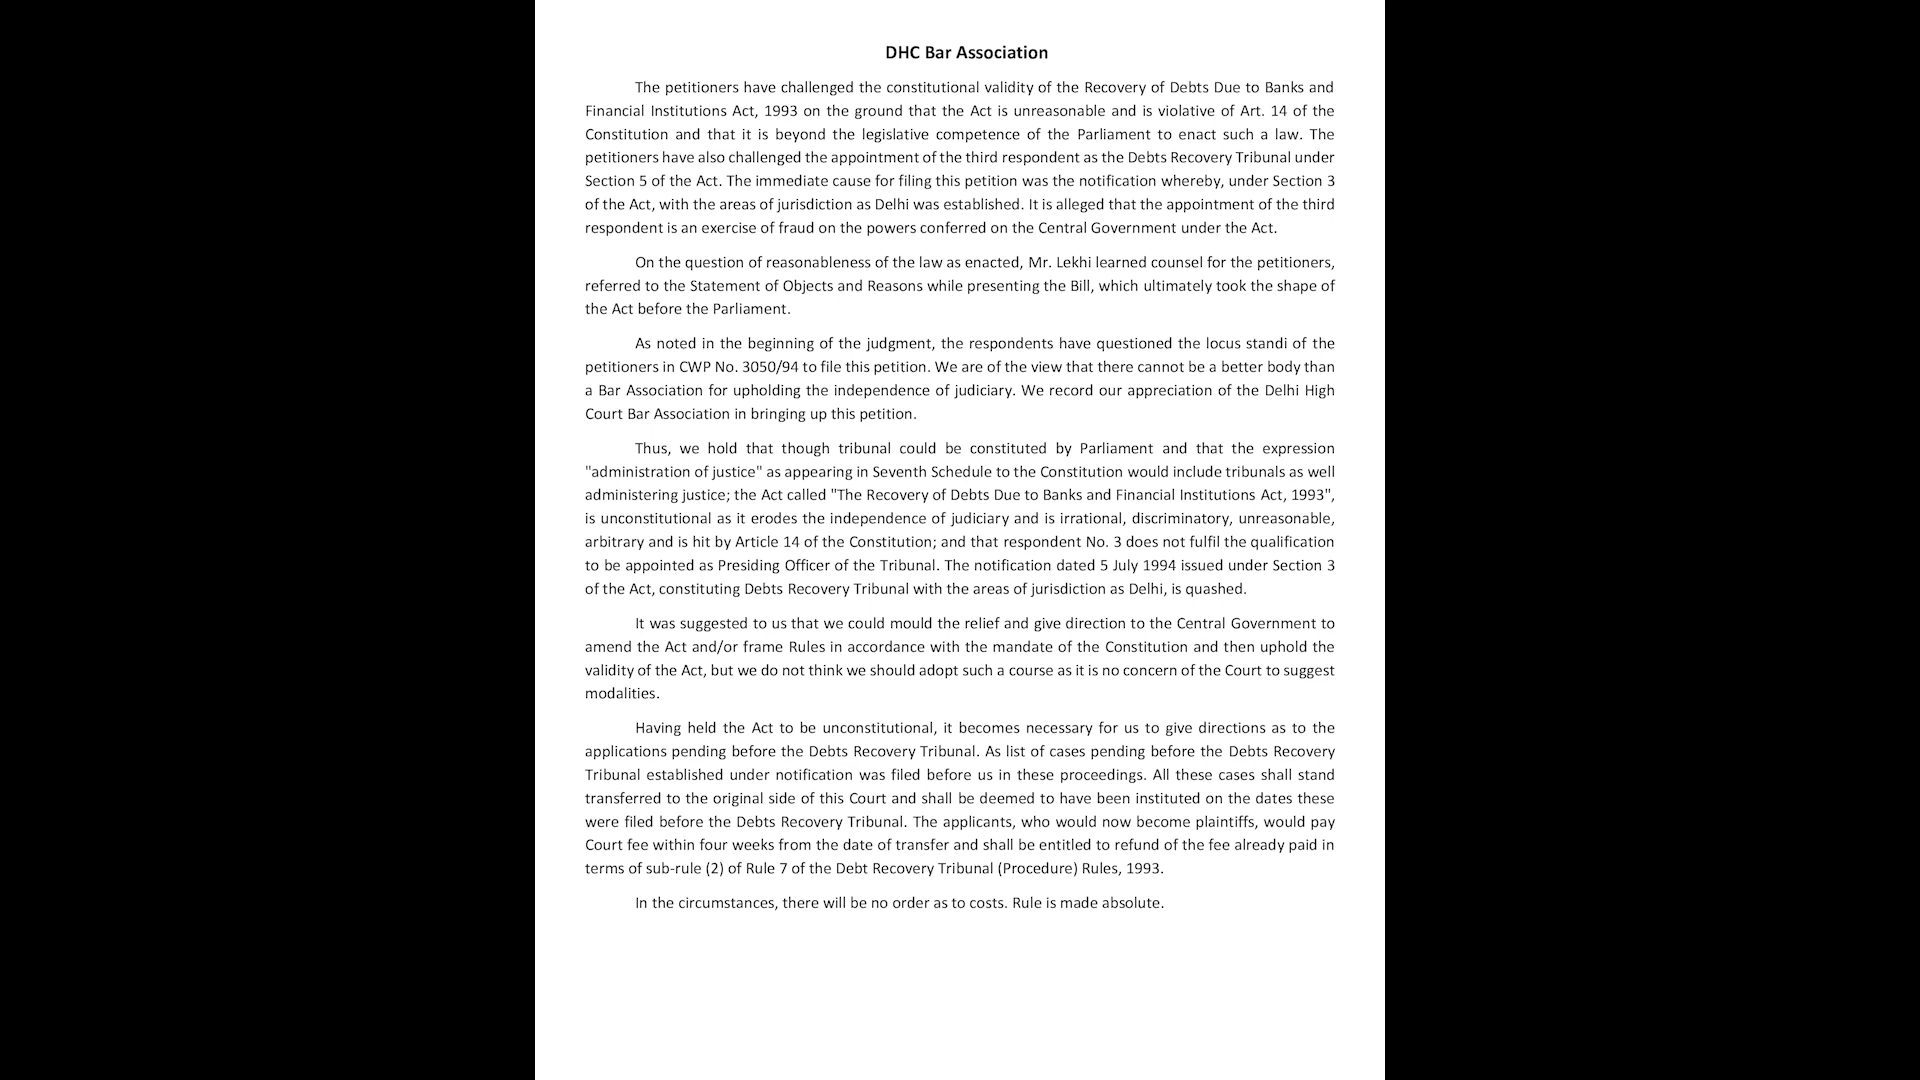 DHC Bar Association
The petitioners have challenged the constitutional validity of the Recovery of Debts Due to Banks and
Financial Institutions Act, 1993 on the ground that the Act is unreasonable and is violative of Art. 14 of the
Constitution and that it is beyond the legislative competence of the Parliament to enact such a law. The
petitioners have also challenged the appointment of the third respondent as the Debts Recovery Tribunal under
Section 5 of the Act. The immediate cause for filing this petition was the notification whereby, under Section 3
of the Act, with the areas of jurisdiction as Delhi was established. It is alleged that the appointment of the third
respondent is an exercise of fraud on the powers conferred on the Central Government under the Act.
On the question of reasonableness of the law as enacted, Mr. Lekhi learned counsel for the petitioners,
referred to the Statement of Objects and Reasons while presenting the Bill, which ultimately took the shape of
the Act before the Parliament.
As noted in the beginning of the judgment, the respondents have questioned the locus standi of the
petitioners in CWP No. 3050/94 to file this petition. We are of the view that there cannot be a better body than
a Bar Association for upholding the independence of judiciary. We record our appreciation of the Delhi High
Court Bar Association in bringing up this petition.
Thus, we hold that though tribunal could be constituted by Parliament and that the expression
"administration of justice" as appearing in Seventh Schedule to the Constitution would include tribunals as well
administering justice; the Act called "The Recovery of Debts Due to Banks and Financial Institutions Act, 1993",
is unconstitutional as it erodes the independence of judiciary and is irrational, discriminatory, unreasonable,
arbitrary and is hit by Article 14 of the Constitution; and that respondent No. 3 does not fulfil the qualification
to be appointed as Presiding Officer of the Tribunal. The notification dated 5 July 1994 issued under Section 3
of the Act, constituting Debts Recovery Tribunal with the areas of jurisdiction as Delhi, is quashed.
It was suggested to us that we could mould the relief and give direction to the Central Government to
amend the Act and/or frame Rules in accordance with the mandate of the Constitution and then uphold the
validity of the Act, but we do not think we should adopt such a course as it is no concern of the Court to suggest
modalities.
Having held the Act to be unconstitutional, it becomes necessary for us to give directions as to the
applications pending before the Debts Recovery Tribunal. As list of cases pending before the Debts Recovery
Tribunal established under notification was filed before us in these proceedings. All these cases shall stand
transferred to the original side of this Court and shall be deemed to have been instituted on the dates these
were filed before the Debts Recovery Tribunal. The applicants, who would now become plaintiffs, would pay
Court fee within four weeks from the date of transfer and shall be entitled to refund of the fee already paid in
terms of sub-rule (2) of Rule 7 of the Debt Recovery Tribunal (Procedure) Rules, 1993.
In the circumstances, there will be no order as to costs. Rule is made absolute.